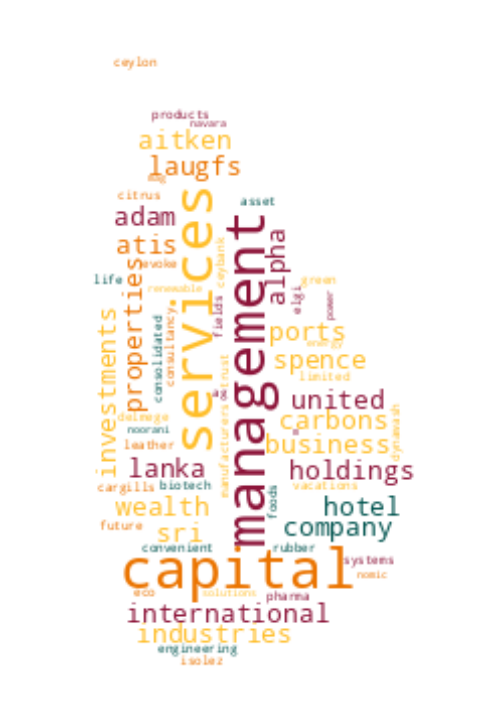 ceylon
products
navara
aitken
laugfs
citrus
asset
adam
services
management
alpha
atis
evoke
ceybank
life
renewable
green
elgi
power
properties
fields
investments
consolidated
consultancy
ports
energy
spence
trust
limited
united
manufacturers
delmege
carbons
dynawash
noorani
leather
business
lanka
holdings
cargills
biotech
vacations
foods
wealth
hotel
future
sri
company
convenient
rubber
capital
systems
nomic
eco
solutions
pharma
international
industries
engineering
isolez